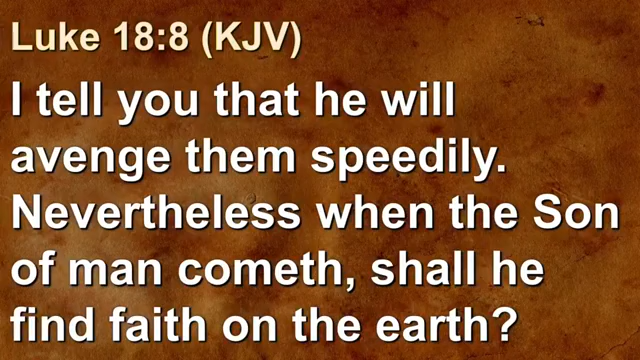 Luke 18:8 (KJV)
I tell you that he will
avenge them speedily.
Nevertheless when the Son
of man cometh, shall he
find faith on the earth?